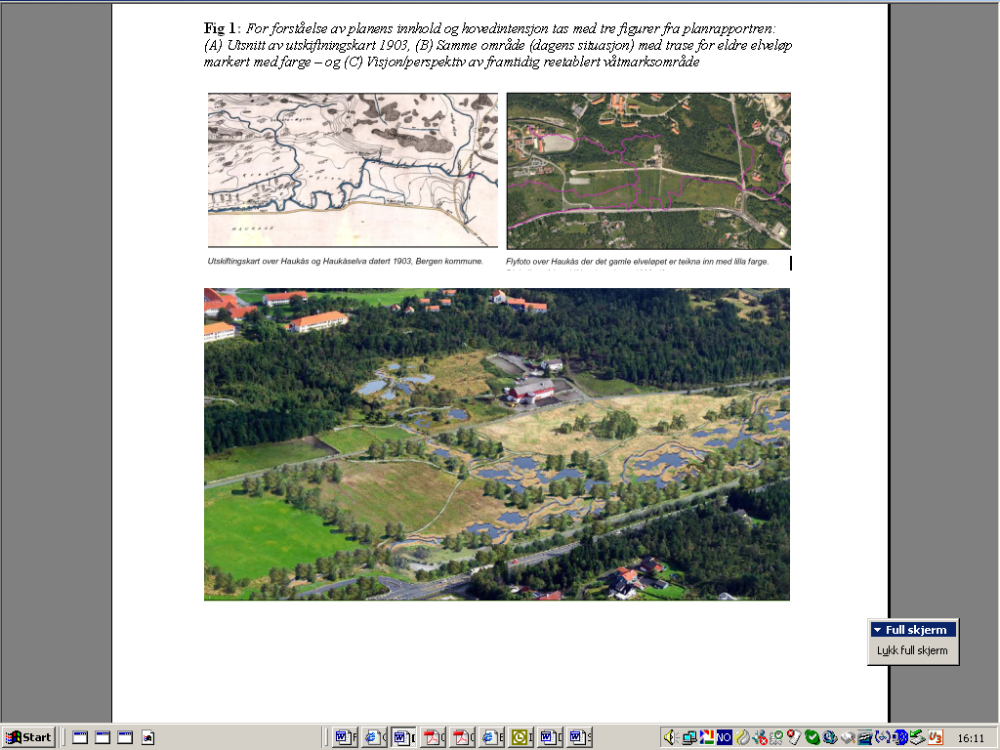 Fig 1: For forståelse av planens innhold og hovedintensjon tas med tre figurer fra planrapportren:
(A) Utsnitt av utskiftningskart 1903, (B) Samme område (dagens situasjon) med trase for eldre elveløp
markert med farge – og (C) Visjon/perspektiv av framtidig reetablert våtmarksområde
HAUKAAS
Utskiftingskart over Haukås og Haukåselva datert 1903, Bergen kommune.
Flyfoto over Haukås der det gamle elveløpet er teikna inn med lilla farge.
Full skjerm
Lukk full skjerm
Start
NO
16:11